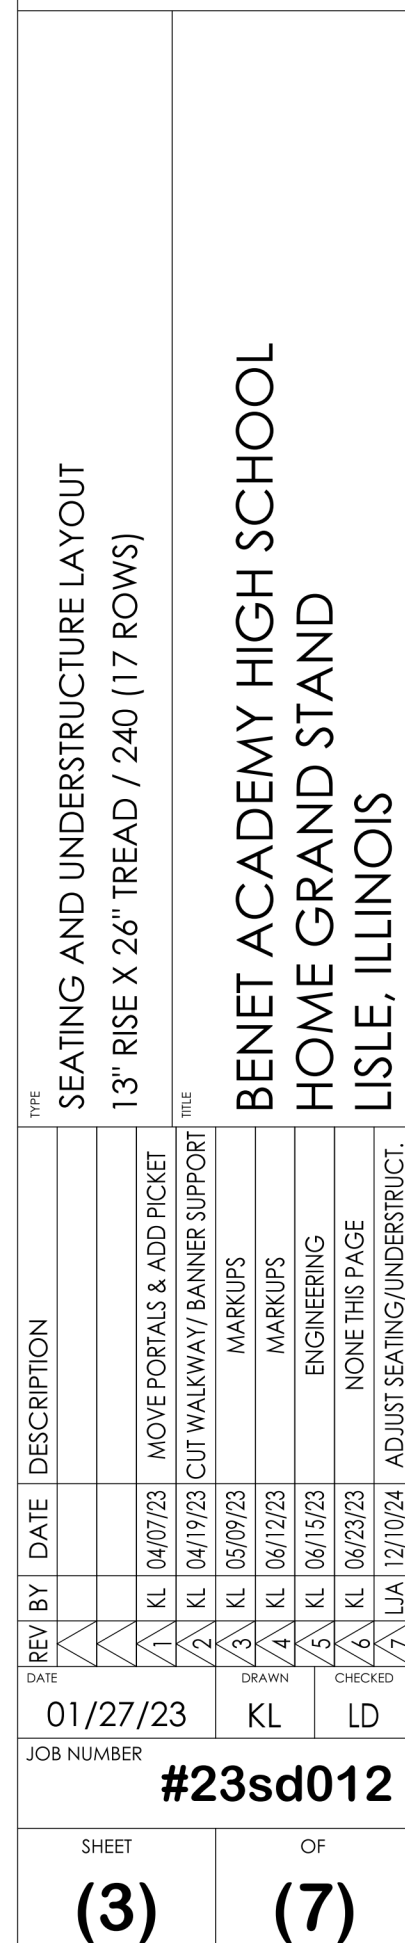 TYPE
SEATING AND UNDERSTRUCTURE LAYOUT
13" RISE X 26" TREAD / 240 (17 ROWS)
TITLE
BENET ACADEMY HIGH SCHOOL
HOME GRAND STAND
LISLE, ILLINOIS
REV BY DATE DESCRIPTION
1 KL 04/07/23 MOVE PORTALS & ADD PICKET
2 KL 04/19/23 CUT WALKWAY/ BANNER SUPPORT
3 KL 05/09/23 MARKUPS
4 KL 06/12/23 MARKUPS
5 KL 06/15/23 ENGINEERING
6 KL 06/23/23 NONE THIS PAGE
7 LJA 12/10/24 ADJUST SEATING/UNDERSTRUCT.
DATE
01/27/23
DRAWN
KL
CHECKED
LD
JOB NUMBER
#23sd012
SHEET
(3)
OF
(7)